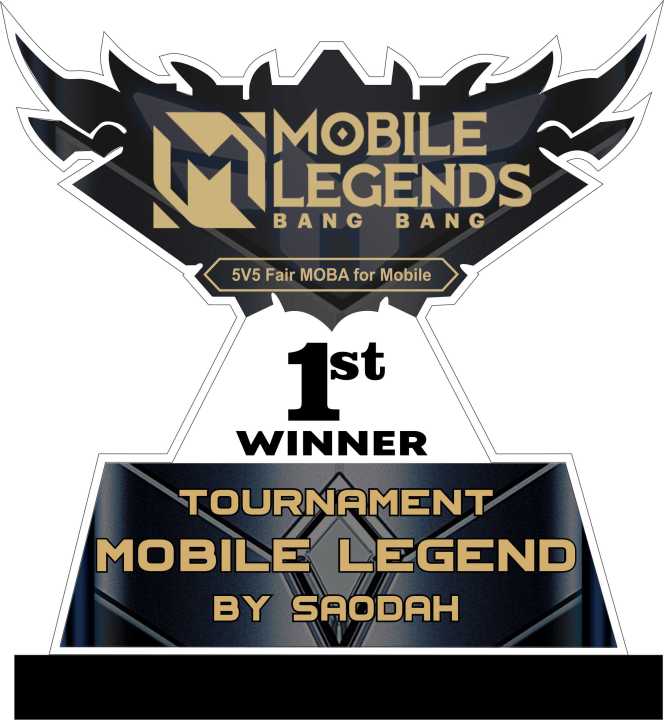 MOBILE
LEGENDS
BANG BANG
5V5 Fair MOBA for Mobile
1st
WINNER
TOURNAMENT
MOBILE LEGEND
BY SAODAH